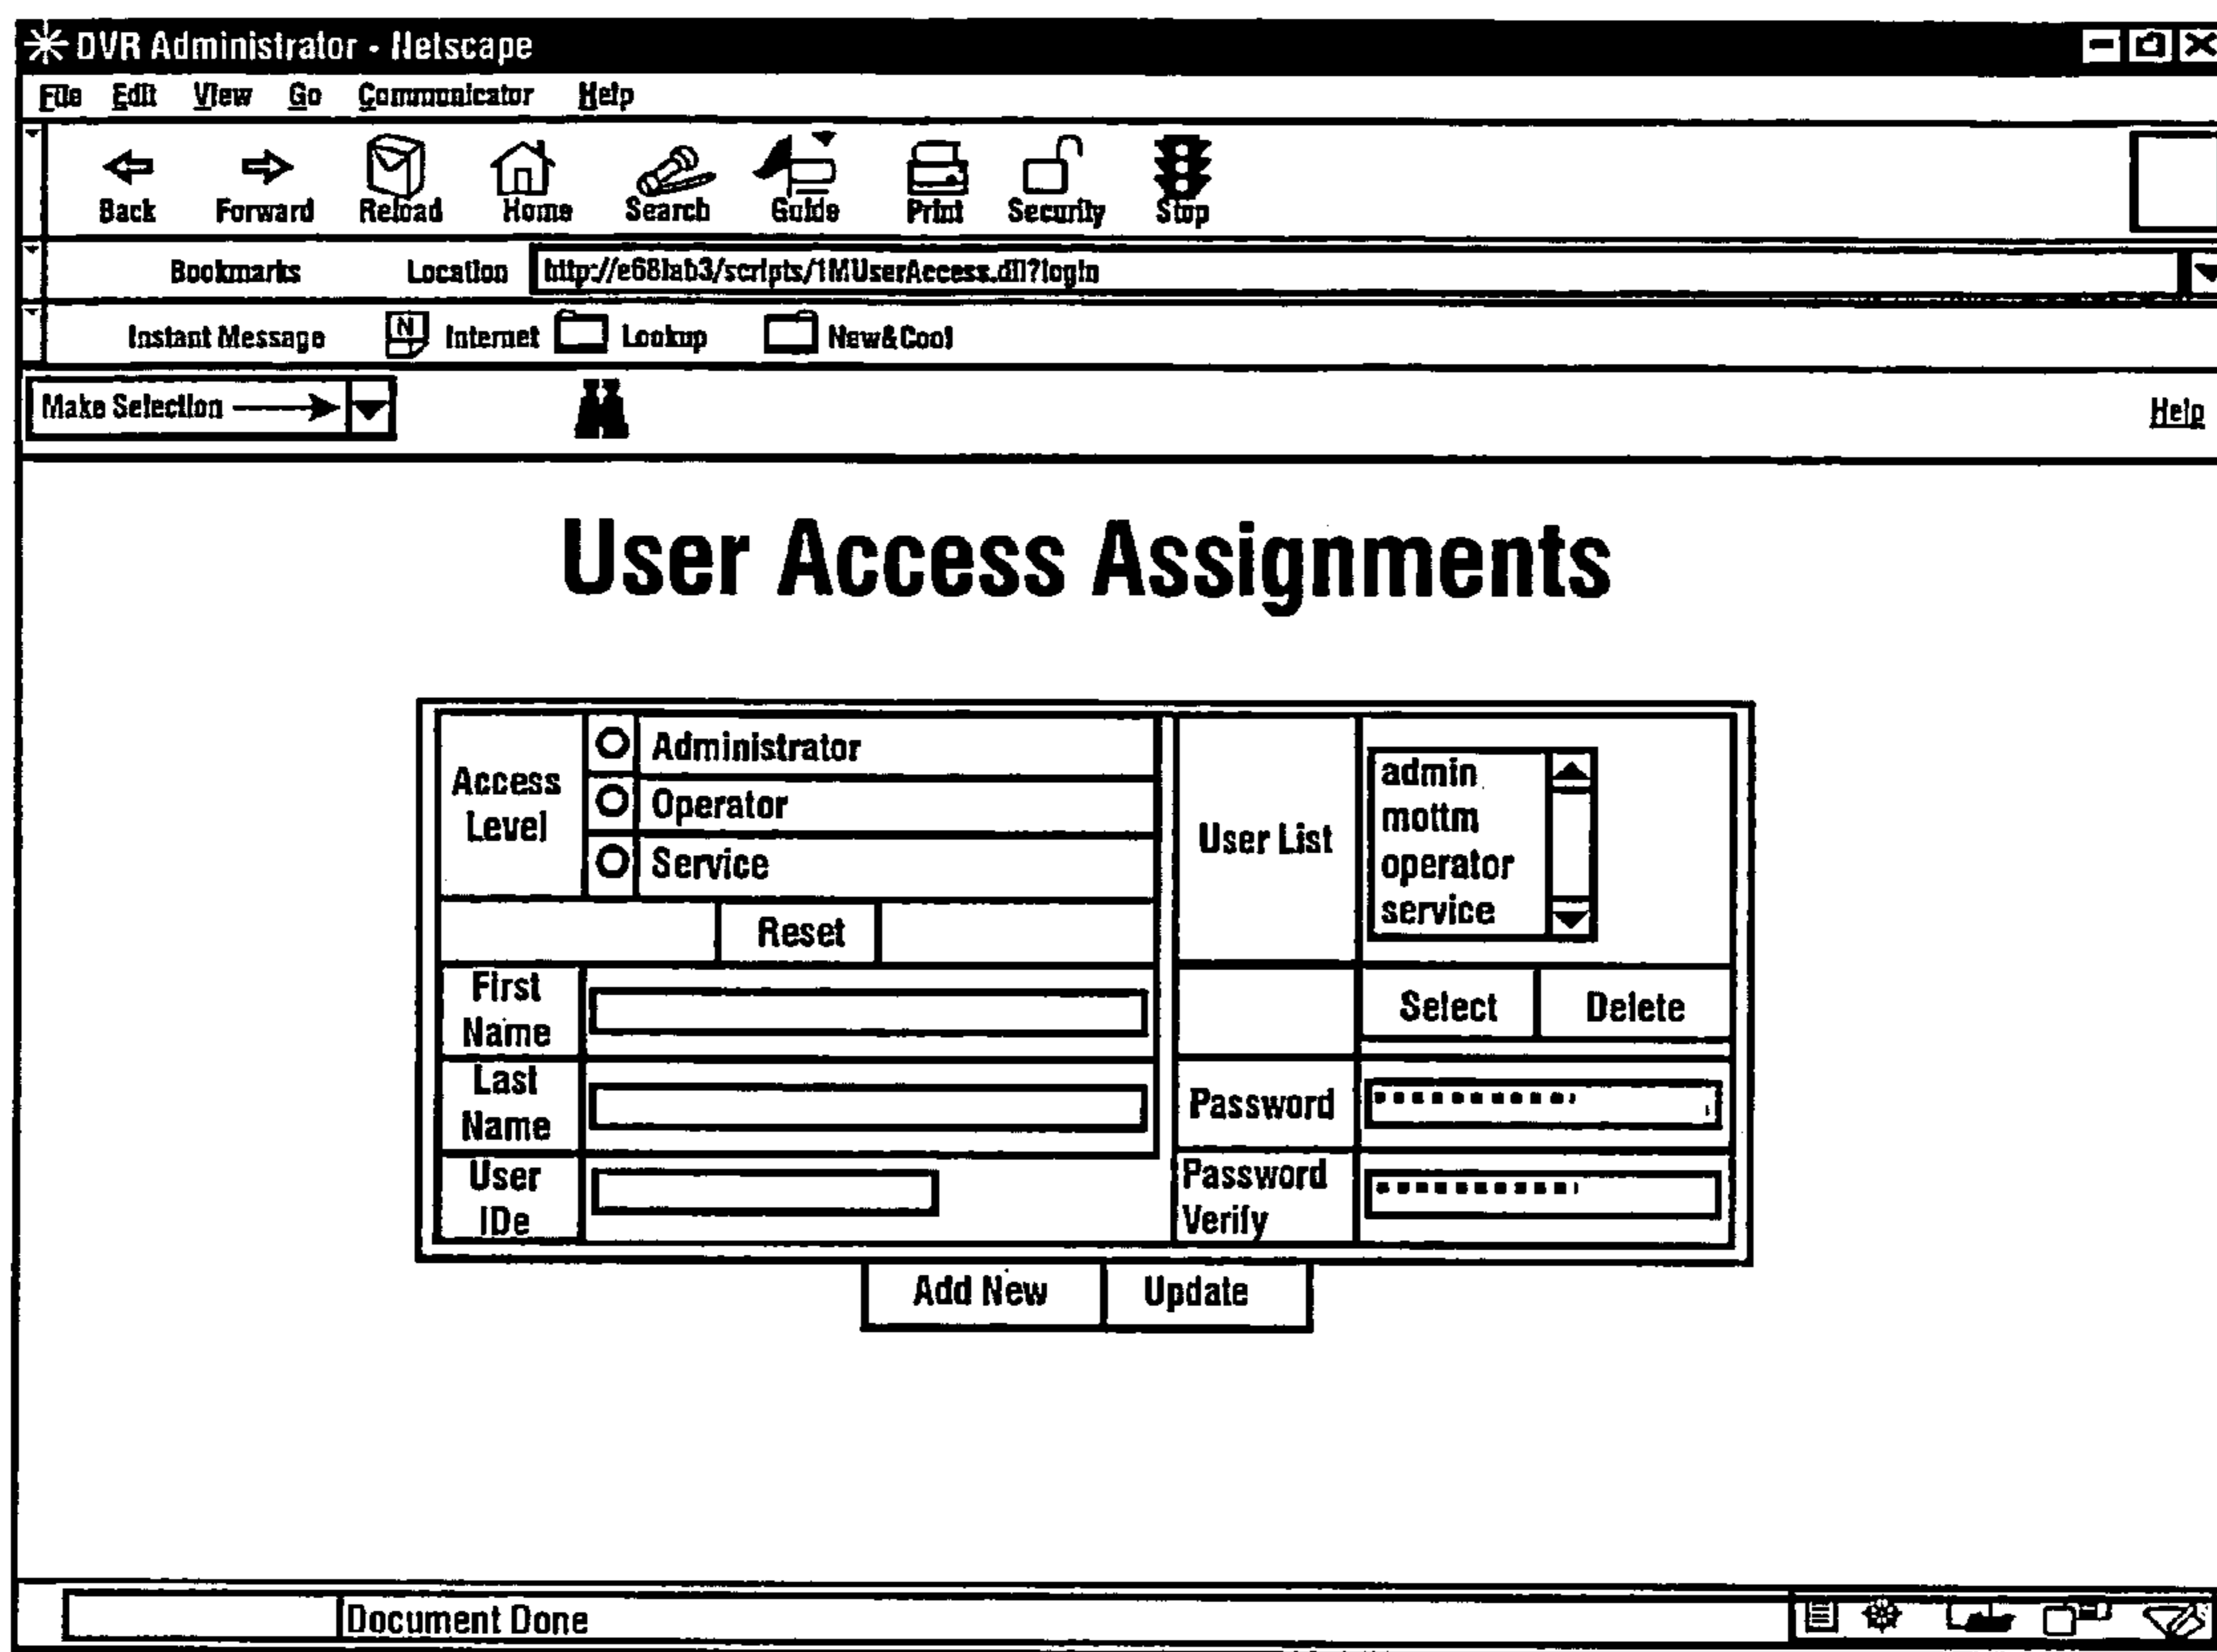 DVR Administrator - Netscape
File Edit View Go Communicator Help
Back Forward Reload Home Search Guide Print Security Stop
Bookmarks Location http://e68lab3/scripts/1MUserAccess.dll?login
Instant Message N Internet Lookup New&Cool
Make Selection
Help
User Access Assignments
Access Level
Administrator
Operator
Service
Reset
User List
admin
mottm
operator
service
First Name
Select Delete
Last Name
Password
User IDe
Password Verify
Add New Update
Document Done